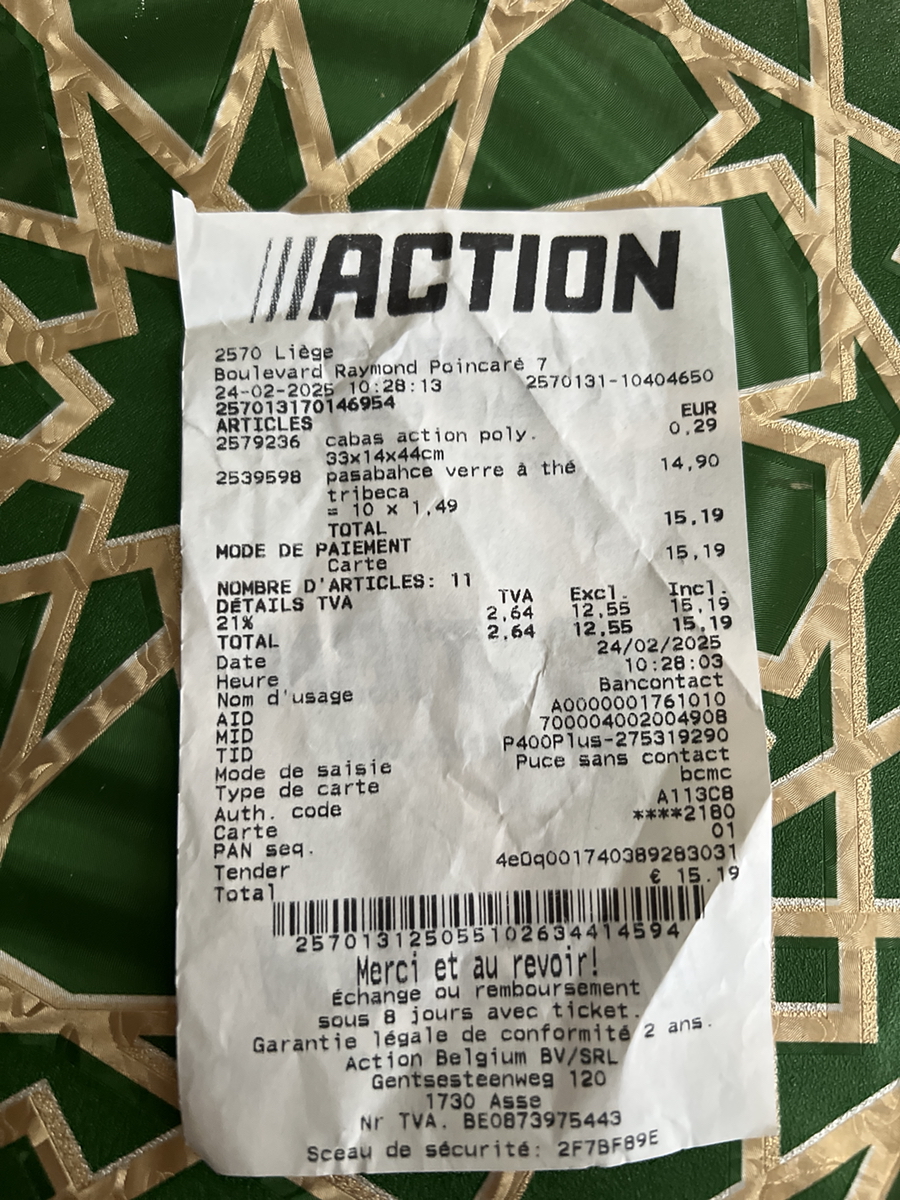 ACTION
2570 Liège
Boulevard Raymond Poincaré 7
24-02-2025 10:28:13 2570131-10404650
257013170146954
ARTICLES EUR
2579236 cabas action poly. 0,29
33x14x44cm
2539598 pasabahce verre à thé 14,90
tribeca
= 10 x 1,49
TOTAL 15,19
MODE DE PAIEMENT
Carte 15,19
NOMBRE D'ARTICLES: 11
DÉTAILS TVA TVA Excl. Incl.
21% 2,64 12,55 15,19
TOTAL 2,64 12,55 15,19
Date 24/02/2025
Heure 10:28:03
Nom d'usage Bancontact
AID A0000001761010
MID 700004002004908
TID P400Plus-275319290
Mode de saisie Puce sans contact
Type de carte bcmc
Auth. code A113C8
Carte ****2180
PAN seq. 01
Tender 4eQq001740389283031
Total € 15.19
257013125055102634414594
Merci et au revoir!
Échange ou remboursement
sous 8 jours avec ticket.
Garantie légale de conformité 2 ans.
Action Belgium BV/SRL
Gentsesteenweg 120
1730 Asse
Nr TVA. BE0873975443
Sceau de sécurité: 2F7BF89E